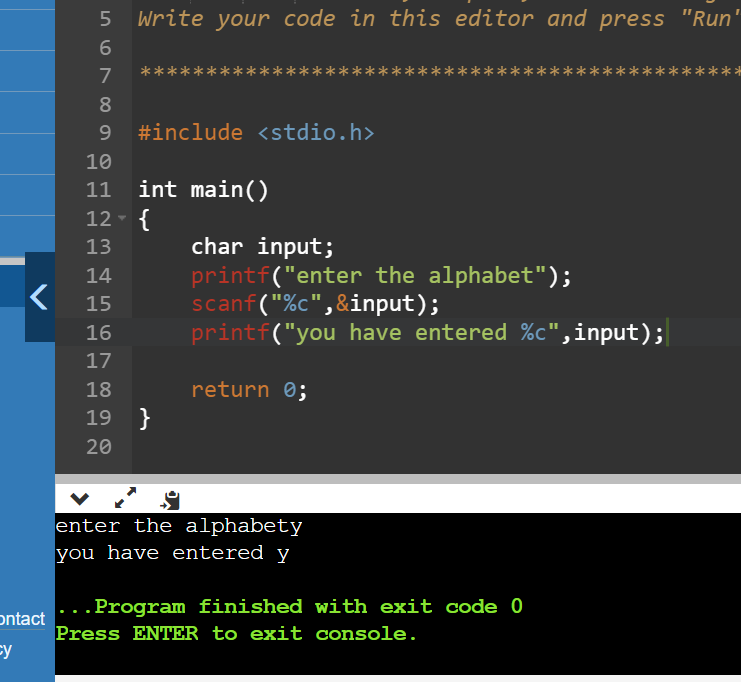 5 Write your code in this editor and press "Run"
6
7 **********************************************
8
9 #include <stdio.h>
10
11 int main()
12 {
13 char input;
14 printf("enter the alphabet");
15 scanf("%c",&input);
16 printf("you have entered %c",input);
17
18 return 0;
19 }
20
enter the alphabety
you have entered y
...Program finished with exit code 0
Press ENTER to exit console.
ontact
cy